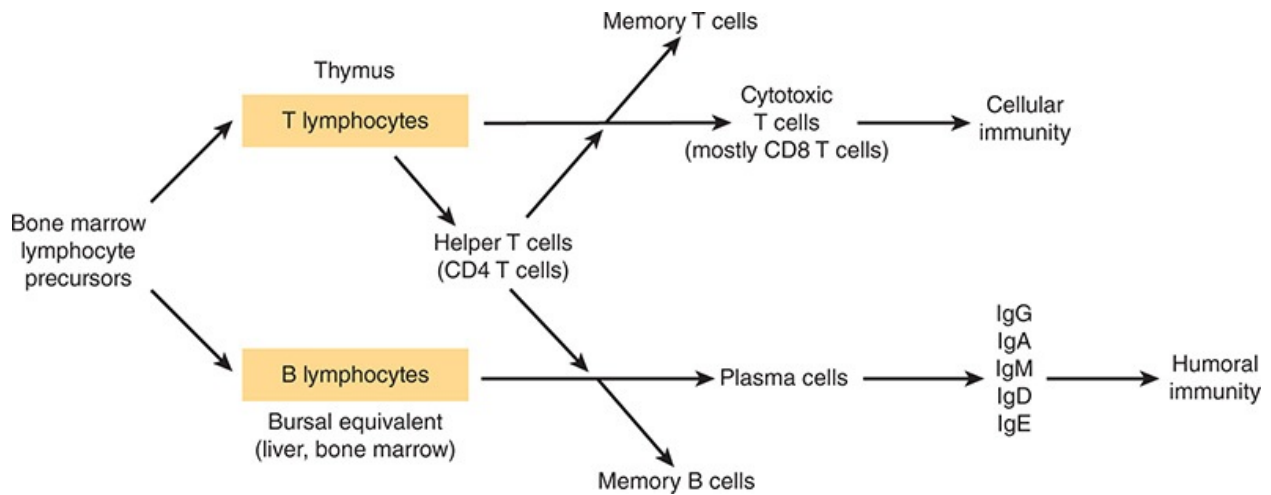 Memory T cells
Thymus
T lymphocytes
Cytotoxic
T cells
(mostly CD8 T cells)
Cellular
immunity
Bone marrow
lymphocyte
precursors
Helper T cells
(CD4 T cells)
B lymphocytes
Bursal equivalent
(liver, bone marrow)
Plasma cells
IgG
IgA
IgM
IgD
IgE
Humoral
immunity
Memory B cells